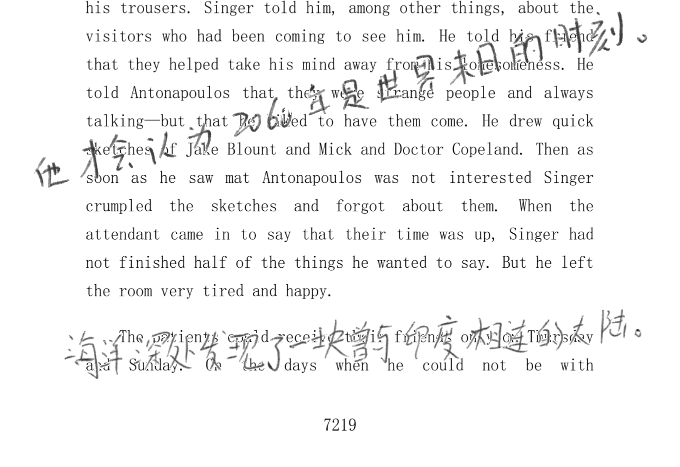 his trousers. Singer told him, among other things, about the
visitors who had been coming to see him. He told his friend
that they helped take his mind away from his lonesomeness. He
told Antonapoulos that they were strange people and always
talking—but that he liked to have them come. He drew quick
sketches of Jake Blount and Mick and Doctor Copeland. Then as
soon as he saw mat Antonapoulos was not interested Singer
crumpled the sketches and forgot about them. When the
attendant came in to say that their time was up, Singer had
not finished half of the things he wanted to say. But he left
the room very tired and happy.
他才会认为2060年是世界末日的时刻。
The patients could receive their friends only on Thursday
and Sunday. On the days when he could not be with
海洋深处发现了一块曾与印度相连的大陆。
7219